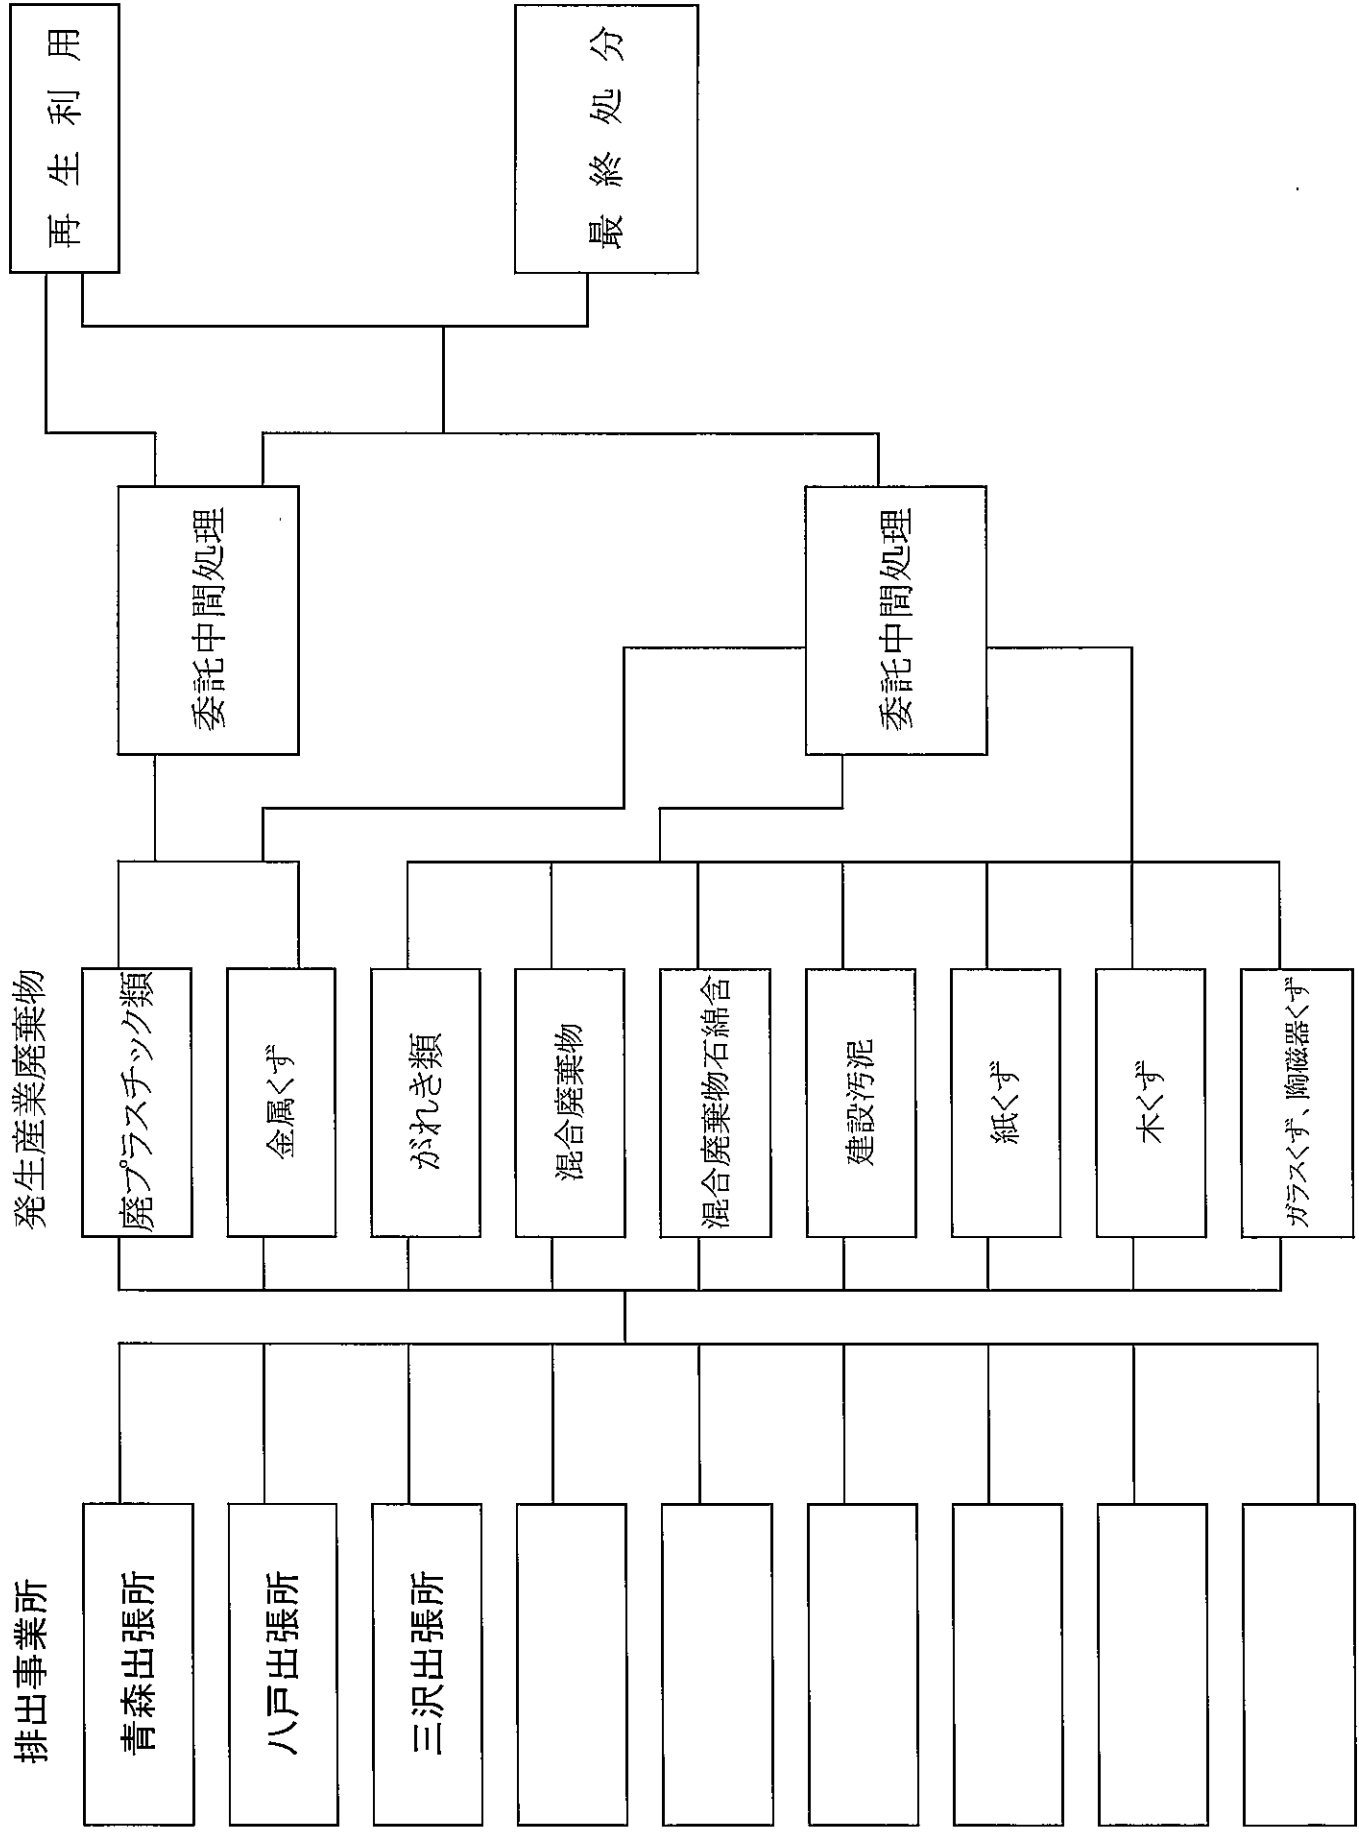 排出事業所
青森出張所
八戸出張所
三沢出張所
発生産業廃棄物
廃プラスチック類
金属くず
がれき類
混合廃棄物
混合廃棄物石綿含
建設汚泥
紙くず
木くず
ガラスくず、陶磁器くず
委託中間処理
委託中間処理
再生利用
最終処分